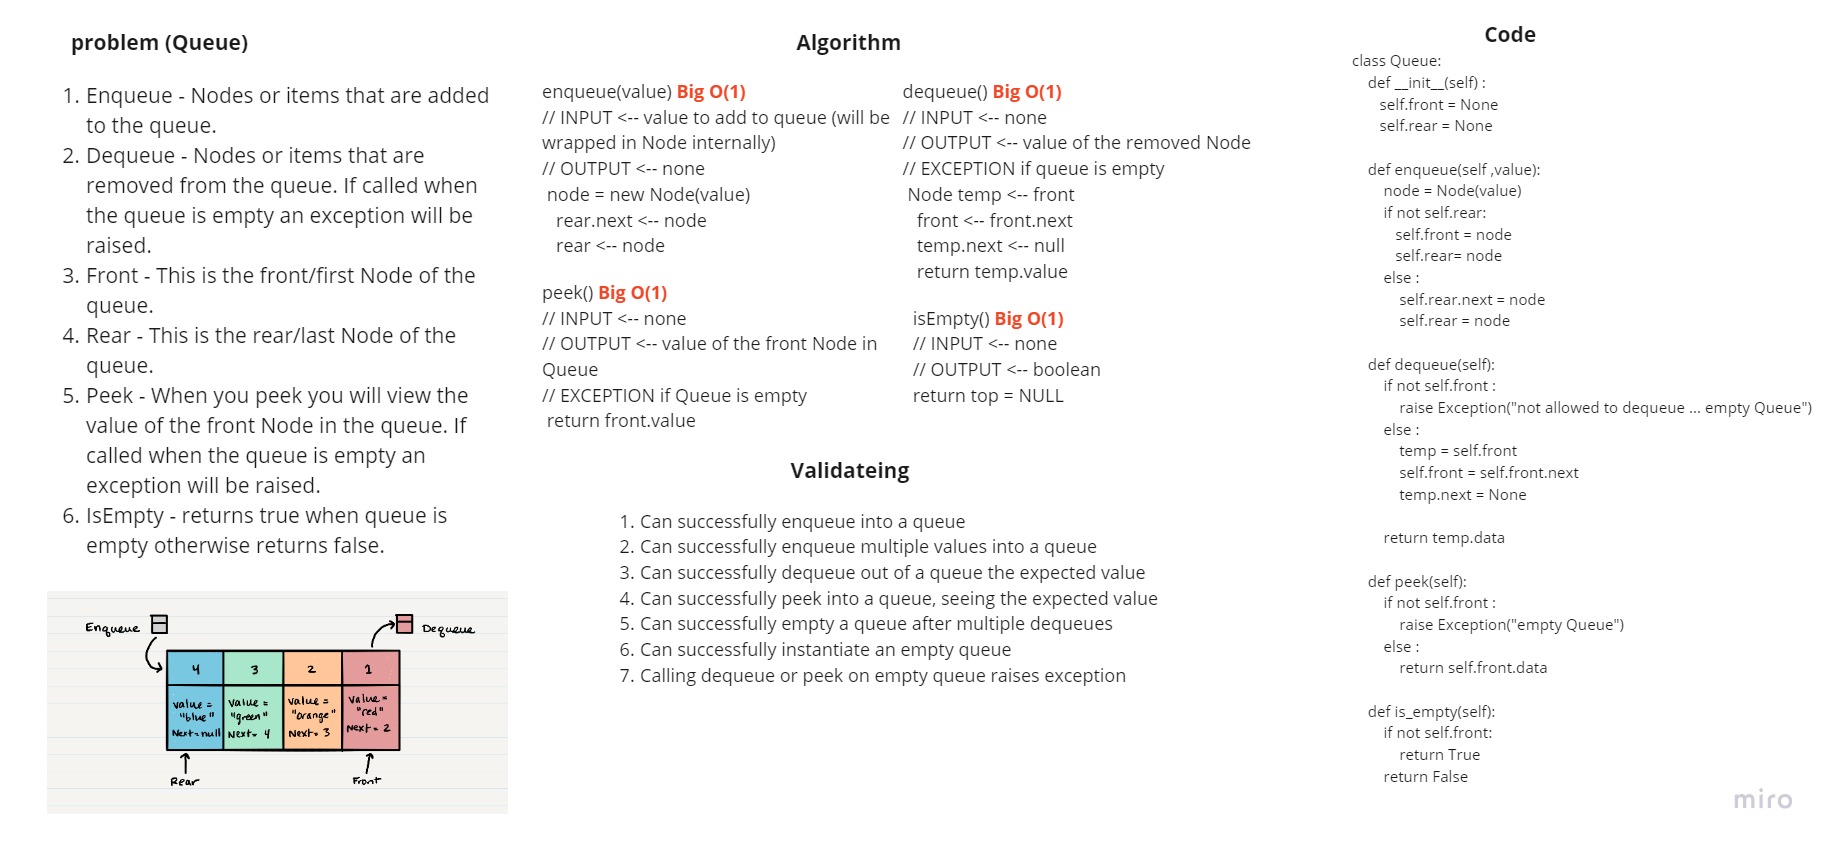 problem (Queue)
1. Enqueue - Nodes or items that are added
to the queue.
2. Dequeue - Nodes or items that are
removed from the queue. If called when
the queue is empty an exception will be
raised.
3. Front - This is the front/first Node of the
queue.
4. Rear - This is the rear/last Node of the
queue.
5. Peek - When you peek you will view the
value of the front Node in the queue. If
called when the queue is empty an
exception will be raised.
6. IsEmpty - returns true when queue is
empty otherwise returns false.
Enqueue
Dequeue
4
3
2
1
value =
"blue"
Next=null
value =
"green"
Next= 4
value =
"orange"
Next= 3
value =
"red"
Next= 2
Rear
Front
Algorithm
enqueue(value) Big O(1)
// INPUT <-- value to add to queue (will be
wrapped in Node internally)
// OUTPUT <-- none
node = new Node(value)
rear.next <-- node
rear <-- node
peek() Big O(1)
// INPUT <-- none
// OUTPUT <-- value of the front Node in
Queue
// EXCEPTION if Queue is empty
return front.value
dequeue() Big O(1)
// INPUT <-- none
// OUTPUT <-- value of the removed Node
// EXCEPTION if queue is empty
Node temp <-- front
front <-- front.next
temp.next <-- null
return temp.value
isEmpty() Big O(1)
// INPUT <-- none
// OUTPUT <-- boolean
return top = NULL
Validateing
1. Can successfully enqueue into a queue
2. Can successfully enqueue multiple values into a queue
3. Can successfully dequeue out of a queue the expected value
4. Can successfully peek into a queue, seeing the expected value
5. Can successfully empty a queue after multiple dequeues
6. Can successfully instantiate an empty queue
7. Calling dequeue or peek on empty queue raises exception
Code
class Queue:
def __init__(self) :
self.front = None
self.rear = None
def enqueue(self ,value):
node = Node(value)
if not self.rear:
self.front = node
self.rear= node
else :
self.rear.next = node
self.rear = node
def dequeue(self):
if not self.front :
raise Exception("not allowed to dequeue ... empty Queue")
else :
temp = self.front
self.front = self.front.next
temp.next = None
return temp.data
def peek(self):
if not self.front :
raise Exception("empty Queue")
else :
return self.front.data
def is_empty(self):
if not self.front:
return True
return False
miro